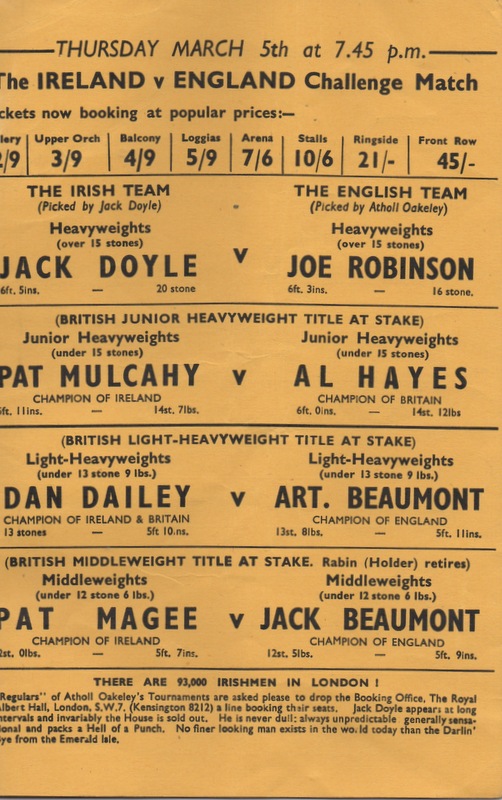 THURSDAY MARCH 5th at 7.45 p.m.
The IRELAND v ENGLAND Challenge Match
ickets now booking at popular prices:—
lery | Upper Orch | Balcony | Loggias | Arena | Stalls | Ringside | Front Row
2/9 | 3/9 | 4/9 | 5/9 | 7/6 | 10/6 | 21/- | 45/-
THE IRISH TEAM THE ENGLISH TEAM
(Picked by Jack Doyle) (Picked by Atholl Oakeley)
Heavyweights Heavyweights
(over 15 stones) (over 15 stones)
JACK DOYLE v JOE ROBINSON
6ft. 5ins. — 20 stone 6ft. 3ins. — 16 stone.
(BRITISH JUNIOR HEAVYWEIGHT TITLE AT STAKE)
Junior Heavyweights Junior Heavyweights
(under 15 stones) (under 15 stones)
PAT MULCAHY v AL HAYES
CHAMPION OF IRELAND CHAMPION OF BRITAIN
5ft. 11ins. — 14st. 7lbs. 6ft. 0ins. — 14st. 12lbs
(BRITISH LIGHT-HEAVYWEIGHT TITLE AT STAKE)
Light-Heavyweights Light-Heavyweights
(under 13 stone 9 lbs.) (under 13 stone 9 lbs.)
DAN DAILEY v ART. BEAUMONT
CHAMPION OF IRELAND & BRITAIN CHAMPION OF ENGLAND
13 stones — 5ft 10.ns. 13st. 8lbs. — 5ft. 11ins.
(BRITISH MIDDLEWEIGHT TITLE AT STAKE. Rabin (Holder) retires)
Middleweights Middleweights
(under 12 stone 6 lbs.) (under 12 stone 6 lbs.)
PAT MAGEE v JACK BEAUMONT
CHAMPION OF IRELAND CHAMPION OF ENGLAND
2st. 0lbs. — 5ft. 7ins. 12st. 5lbs. — 5ft. 9ins.
THERE ARE 93,000 IRISHMEN IN LONDON !
"Regulars" of Atholl Oakeley's Tournaments are asked please to drop the Booking Office, The Royal
Albert Hall, London, S.W.7. (Kensington 8212) a line booking their seats. Jack Doyle appears at long
ntervals and invariably the House is sold out. He is never dull: always unpredictable generally sensa-
ional and packs a Hell of a Punch. No finer looking man exists in the wo.ld today than the Darlin'
ye from the Emerald Isle.